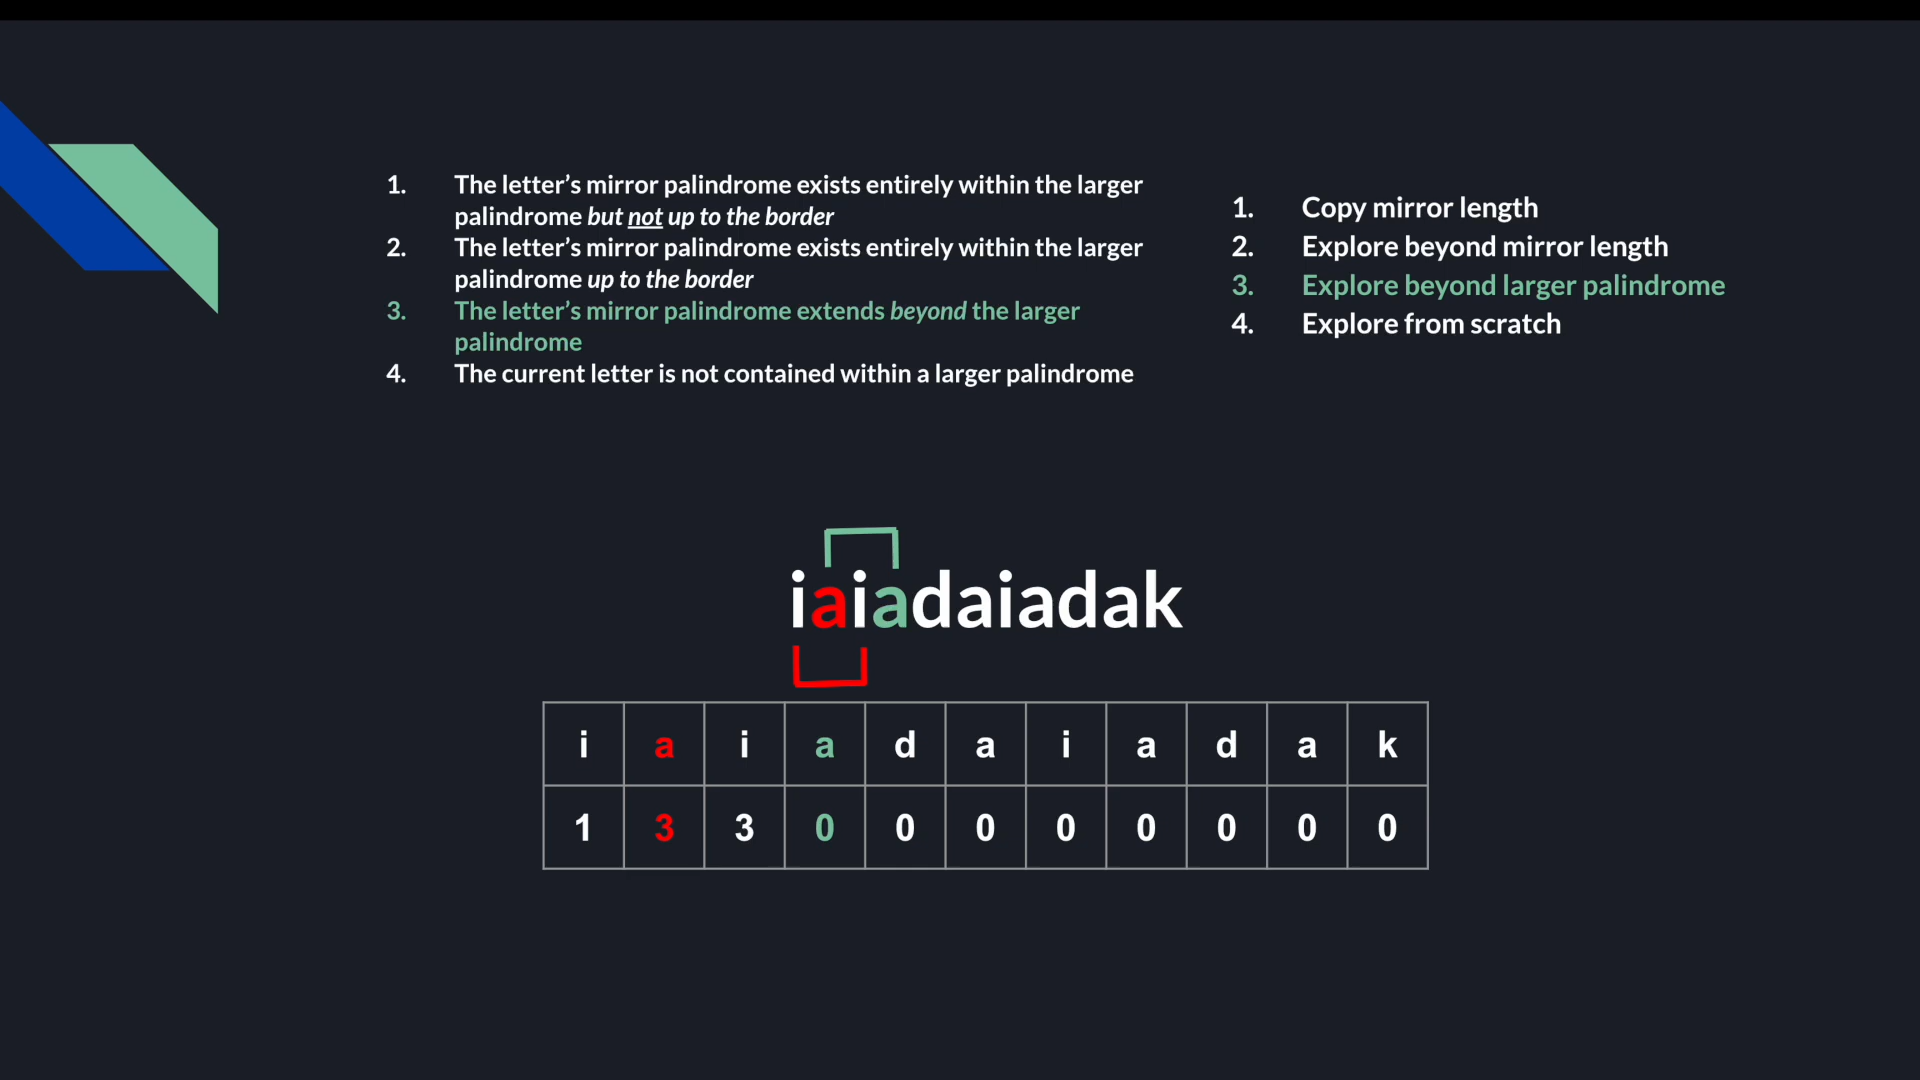 1. The letter’s mirror palindrome exists entirely within the larger
palindrome but not up to the border
2. The letter’s mirror palindrome exists entirely within the larger
palindrome up to the border
3. The letter’s mirror palindrome extends beyond the larger
palindrome
4. The current letter is not contained within a larger palindrome
1. Copy mirror length
2. Explore beyond mirror length
3. Explore beyond larger palindrome
4. Explore from scratch
iaiadaiadak
i a i a d a i a d a k
1 3 3 0 0 0 0 0 0 0 0